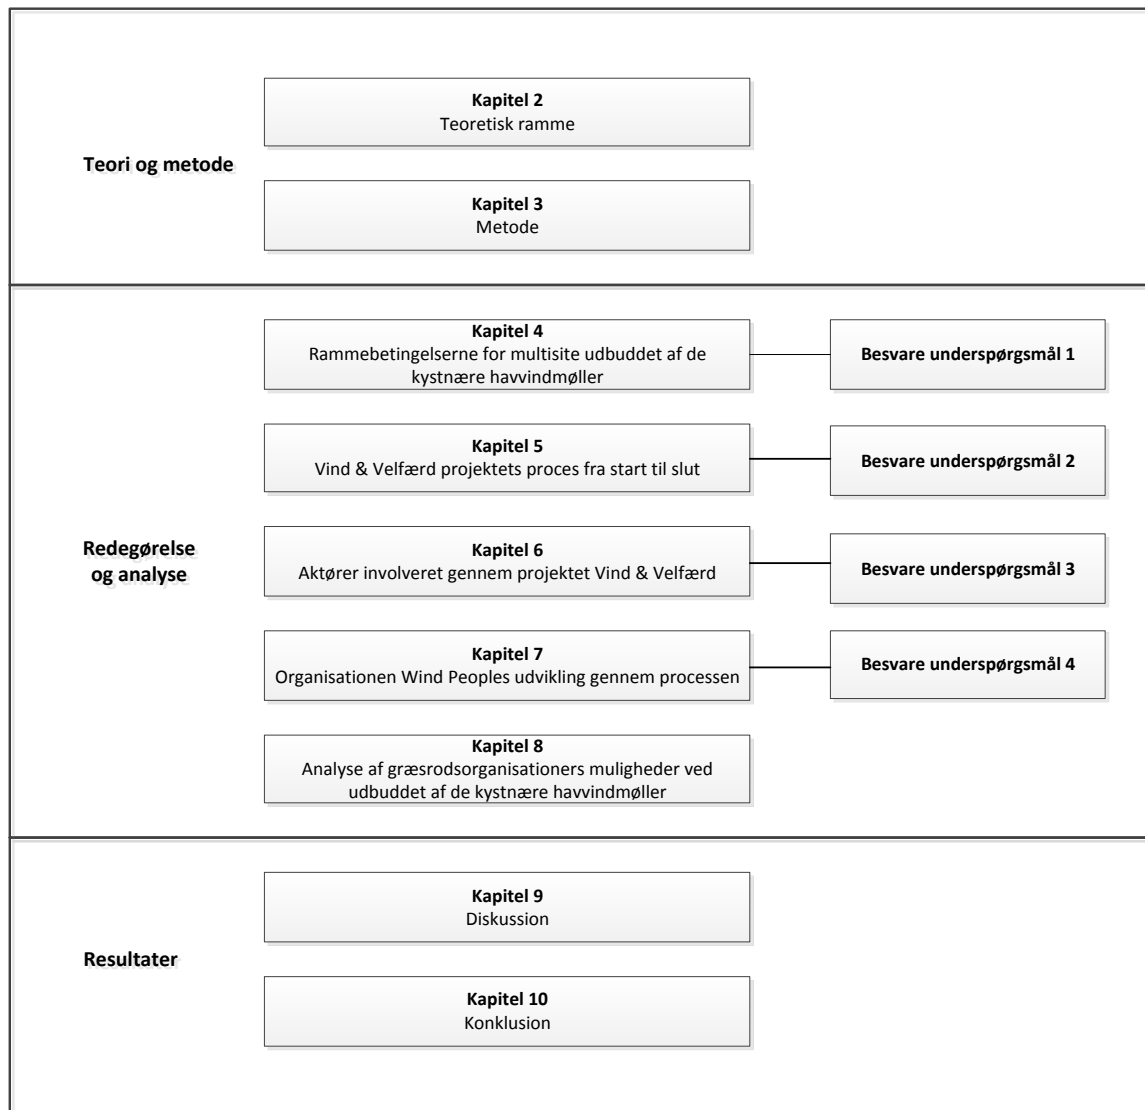 Teori og metode
Kapitel 2
Teoretisk ramme
Kapitel 3
Metode
Redegørelse
og analyse
Kapitel 4
Rammebetingelserne for multisite udbuddet af de
kystnære havvindmøller
Besvare underspørgsmål 1
Kapitel 5
Vind & Velfærd projektets proces fra start til slut
Besvare underspørgsmål 2
Kapitel 6
Aktører involveret gennem projektet Vind & Velfærd
Besvare underspørgsmål 3
Kapitel 7
Organisationen Wind Peoples udvikling gennem processen
Besvare underspørgsmål 4
Kapitel 8
Analyse af græsrodsorganisationers muligheder ved
udbuddet af de kystnære havvindmøller
Resultater
Kapitel 9
Diskussion
Kapitel 10
Konklusion